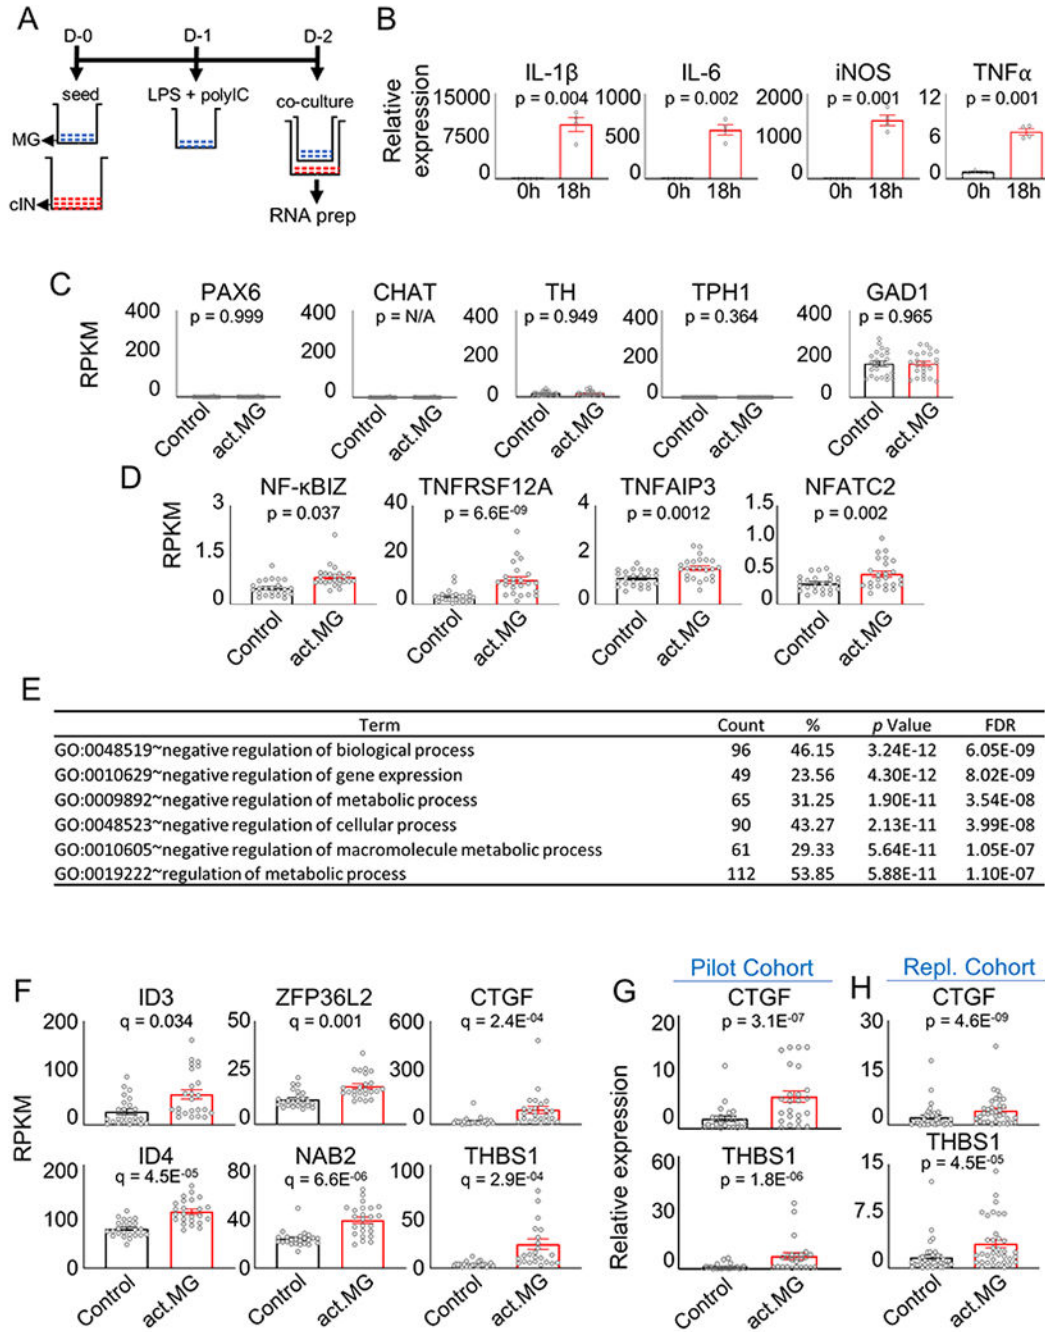 A
D-0 D-1 D-2
seed LPS + polyIC co-culture
MG
cIN
RNA prep
B
IL-1β IL-6 iNOS TNFα
p = 0.004 p = 0.002 p = 0.001 p = 0.001
Relative expression
15000 7500 0
1000 500 0
2000 1000 0
12 6 0
0h 18h 0h 18h 0h 18h 0h 18h
C
PAX6 CHAT TH TPH1 GAD1
p = 0.999 p = N/A p = 0.949 p = 0.364 p = 0.965
RPKM
400 200 0
400 200 0
400 200 0
400 200 0
400 200 0
Control act.MG Control act.MG Control act.MG Control act.MG Control act.MG
D
NF-κBIZ TNFRSF12A TNFAIP3 NFATC2
p = 0.037 p = 6.6E-09 p = 0.0012 p = 0.002
RPKM
3 1.5 0
40 20 0
4 2 0
1.5 1.0 0.5 0
Control act.MG Control act.MG Control act.MG Control act.MG
E
Term Count % p Value FDR
GO:0048519~negative regulation of biological process 96 46.15 3.24E-12 6.05E-09
GO:0010629~negative regulation of gene expression 49 23.56 4.30E-12 8.02E-09
GO:0009892~negative regulation of metabolic process 65 31.25 1.90E-11 3.54E-08
GO:0048523~negative regulation of cellular process 90 43.27 2.13E-11 3.99E-08
GO:0010605~negative regulation of macromolecule metabolic process 61 29.33 5.64E-11 1.05E-07
GO:0019222~regulation of metabolic process 112 53.85 5.88E-11 1.10E-07
F
ID3 ZFP36L2 CTGF
q = 0.034 q = 0.001 q = 2.4E-04
RPKM
200 100 0
50 25 0
600 300 0
ID4 NAB2 THBS1
q = 4.5E-05 q = 6.6E-06 q = 2.9E-04
200 100 0
80 40 0
100 50 0
Control act.MG Control act.MG Control act.MG
G
Pilot Cohort
CTGF
p = 3.1E-07
Relative expression
20 10 0
THBS1
p = 1.8E-06
60 30 0
Control act.MG
H
Repl. Cohort
CTGF
p = 4.6E-09
30 15 0
THBS1
p = 4.5E-05
15 7.5 0
Control act.MG